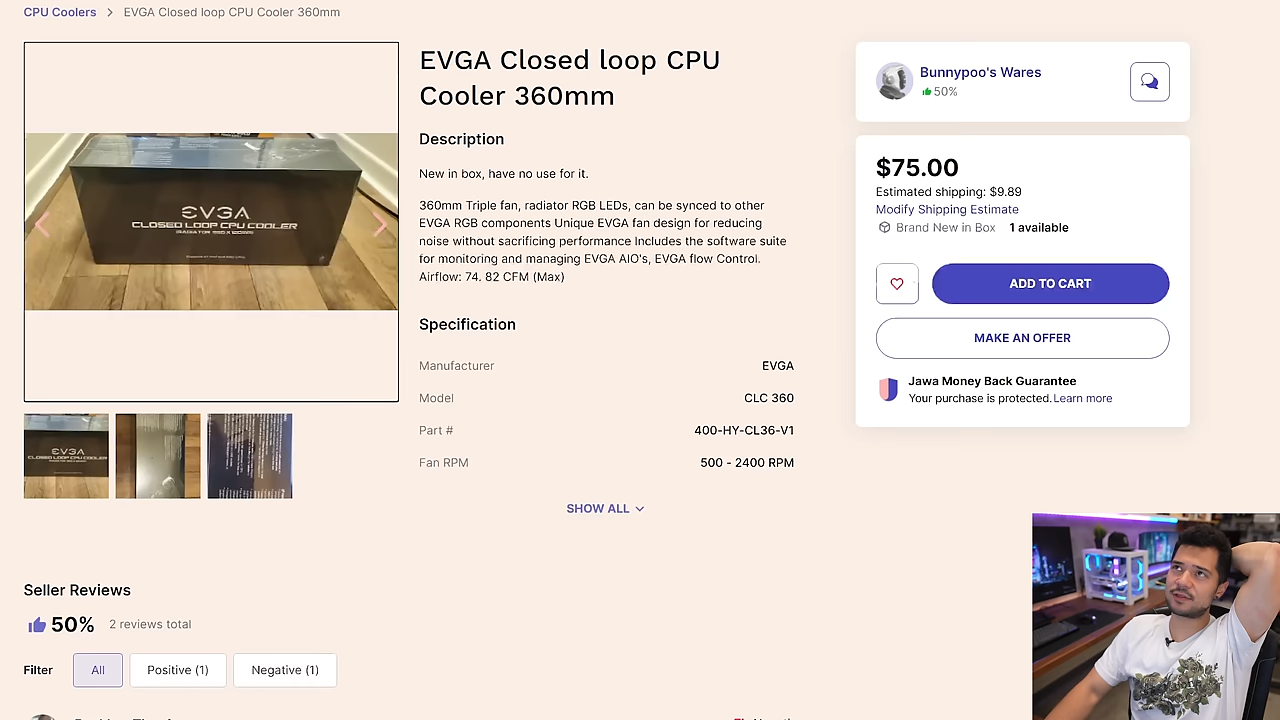 CPU Coolers > EVGA Closed loop CPU Cooler 360mm
EVGA Closed loop CPU
Cooler 360mm
Description
New in box, have no use for it.
360mm Triple fan, radiator RGB LEDs, can be synced to other
EVGA RGB components Unique EVGA fan design for reducing
noise without sacrificing performance Includes the software suite
for monitoring and managing EVGA AIO's, EVGA flow Control.
Airflow: 74. 82 CFM (Max)
Specification
Manufacturer EVGA
Model CLC 360
Part # 400-HY-CL36-V1
Fan RPM 500 - 2400 RPM
SHOW ALL
EVGA
CLOSED LOOP CPU COOLER
EVGA
CLOSED LOOP CPU COOLER
Bunnypoo's Wares
50%
$75.00
Estimated shipping: $9.89
Modify Shipping Estimate
Brand New in Box 1 available
ADD TO CART
MAKE AN OFFER
Jawa Money Back Guarantee
Your purchase is protected. Learn more
Seller Reviews
50% 2 reviews total
Filter All Positive (1) Negative (1)